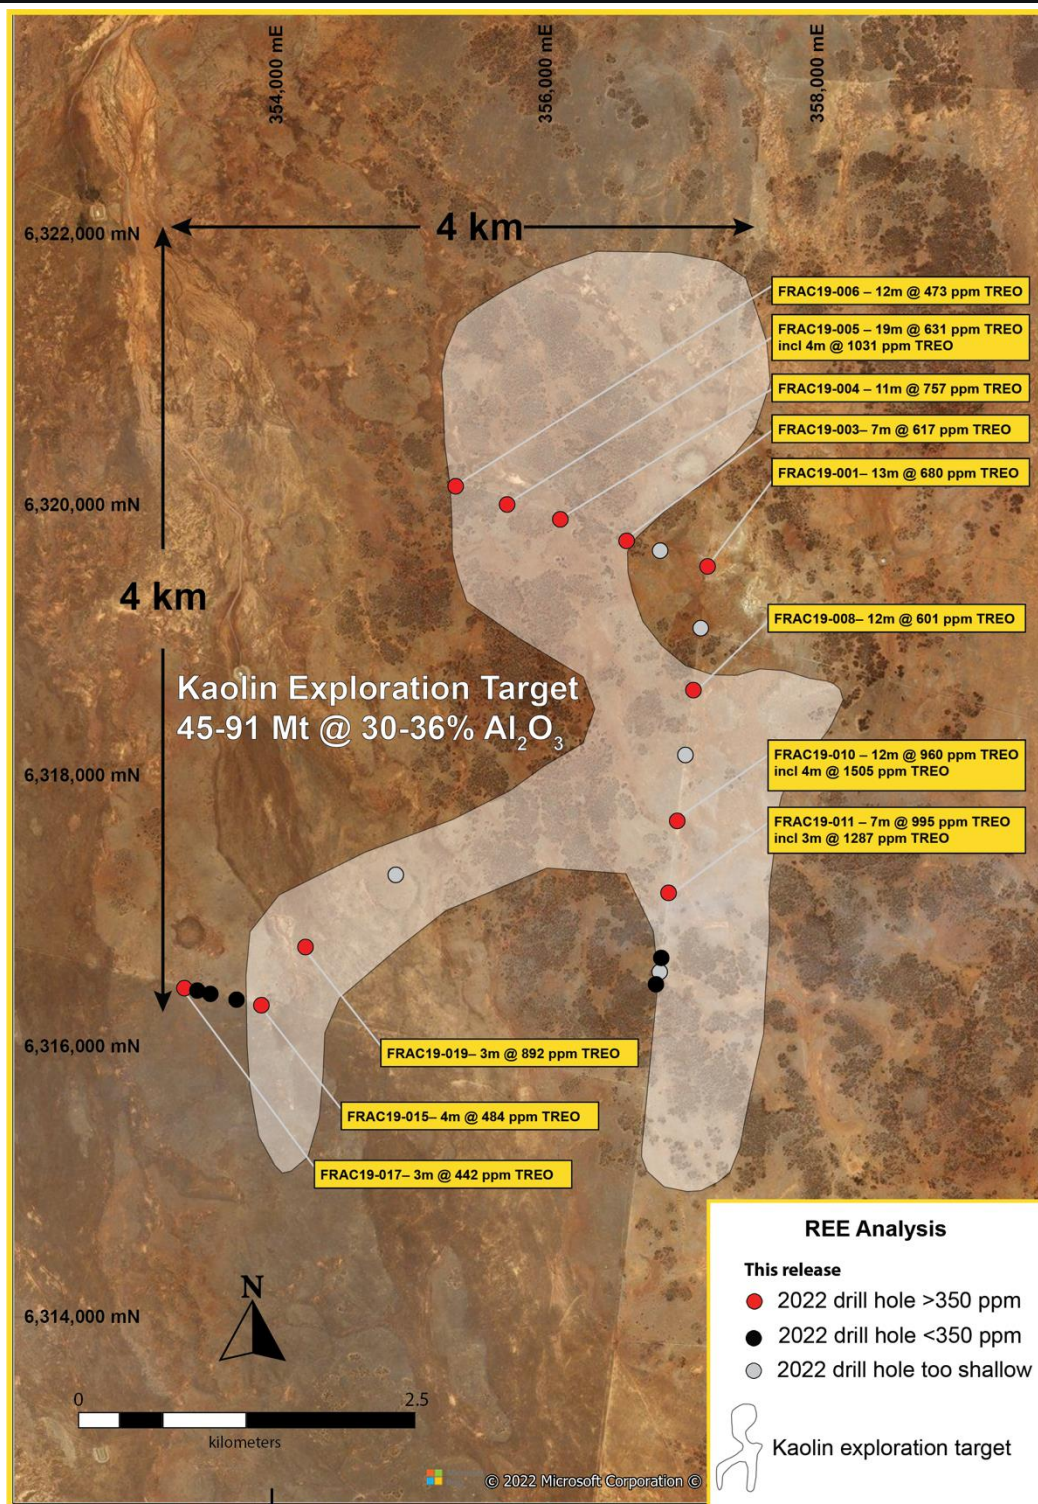 354,000 mE
356,000 mE
358,000 mE
4 km
6,322,000 mN
FRAC19-006 – 12m @ 473 ppm TREO
FRAC19-005 – 19m @ 631 ppm TREO
incl 4m @ 1031 ppm TREO
FRAC19-004 – 11m @ 757 ppm TREO
FRAC19-003– 7m @ 617 ppm TREO
FRAC19-001– 13m @ 680 ppm TREO
6,320,000 mN
4 km
FRAC19-008– 12m @ 601 ppm TREO
Kaolin Exploration Target
45-91 Mt @ 30-36% Al₂O₃
6,318,000 mN
FRAC19-010 – 12m @ 960 ppm TREO
incl 4m @ 1505 ppm TREO
FRAC19-011 – 7m @ 995 ppm TREO
incl 3m @ 1287 ppm TREO
6,316,000 mN
FRAC19-019– 3m @ 892 ppm TREO
FRAC19-015– 4m @ 484 ppm TREO
FRAC19-017– 3m @ 442 ppm TREO
6,314,000 mN
N
0
2.5
kilometers
REE Analysis
This release
2022 drill hole >350 ppm
2022 drill hole <350 ppm
2022 drill hole too shallow
Kaolin exploration target
© 2022 Microsoft Corporation ©